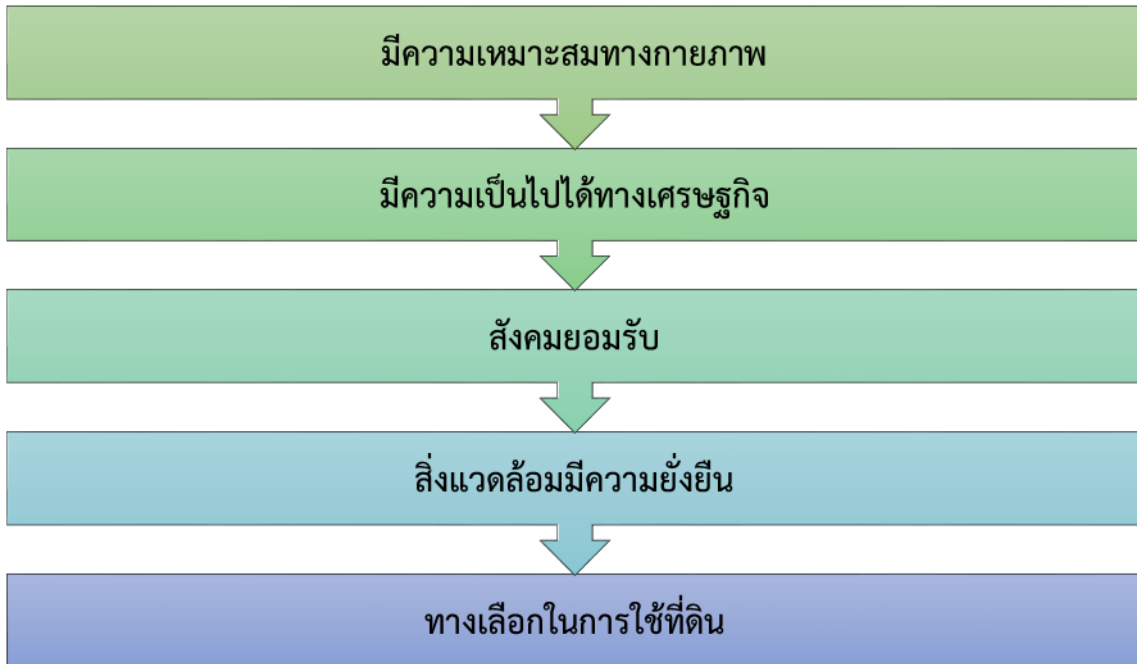 มีความเหมาะสมทางกายภาพ
มีความเป็นไปได้ทางเศรษฐกิจ
สังคมยอมรับ
สิ่งแวดล้อมมีความยั่งยืน
ทางเลือกในการใช้ที่ดิน